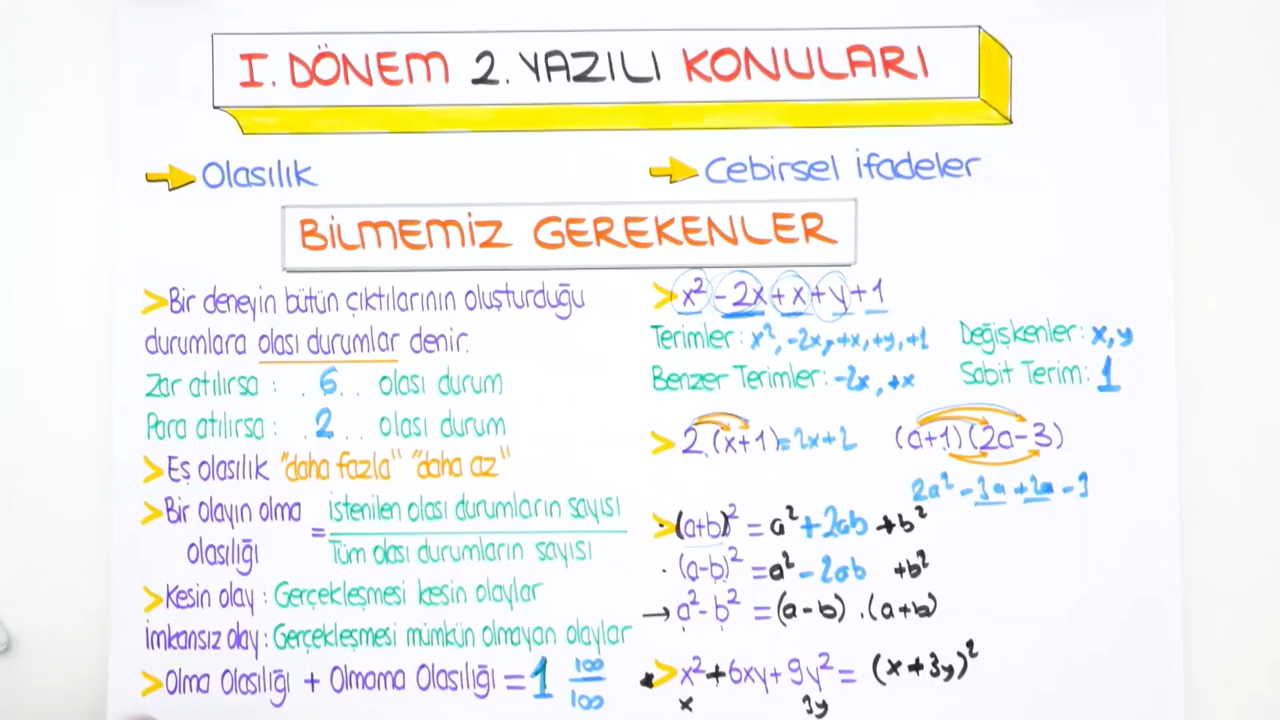 I. DÖNEM 2. YAZILI KONULARI
Olasılık
Cebirsel İfadeler
BİLMEMİZ GEREKENLER
> Bir deneyin bütün çıktılarının oluşturduğu
durumlara olası durumlar denir.
Zar atılırsa : . 6 . . olası durum
Para atılırsa : . 2 . . olası durum
> Eş olasılık "daha fazla" "daha az"
> Bir olayın olma olasılığı = istenilen olası durumların sayısı
Tüm olası durumların sayısı
> Kesin olay : Gerçekleşmesi kesin olaylar
İmkansız olay : Gerçekleşmesi mümkün olmayan olaylar
> Olma Olasılığı + Olmama Olasılığı = 1 100/100
> x² - 2x + x + y + 1
Terimler : x², -2x, +x, +y, +1
Değişkenler : x, y
Benzer Terimler : -2x, +x
Sabit Terim : 1
> 2.(x+1) = 2x+2
(a+1)(2a-3)
2a² - 3a + 2a - 3
> · (a+b)² = a² + 2ab + b²
· (a-b)² = a² - 2ab + b²
→ a² - b² = (a-b) . (a+b)
> x² + 6xy + 9y² = (x+3y)²
x 3y